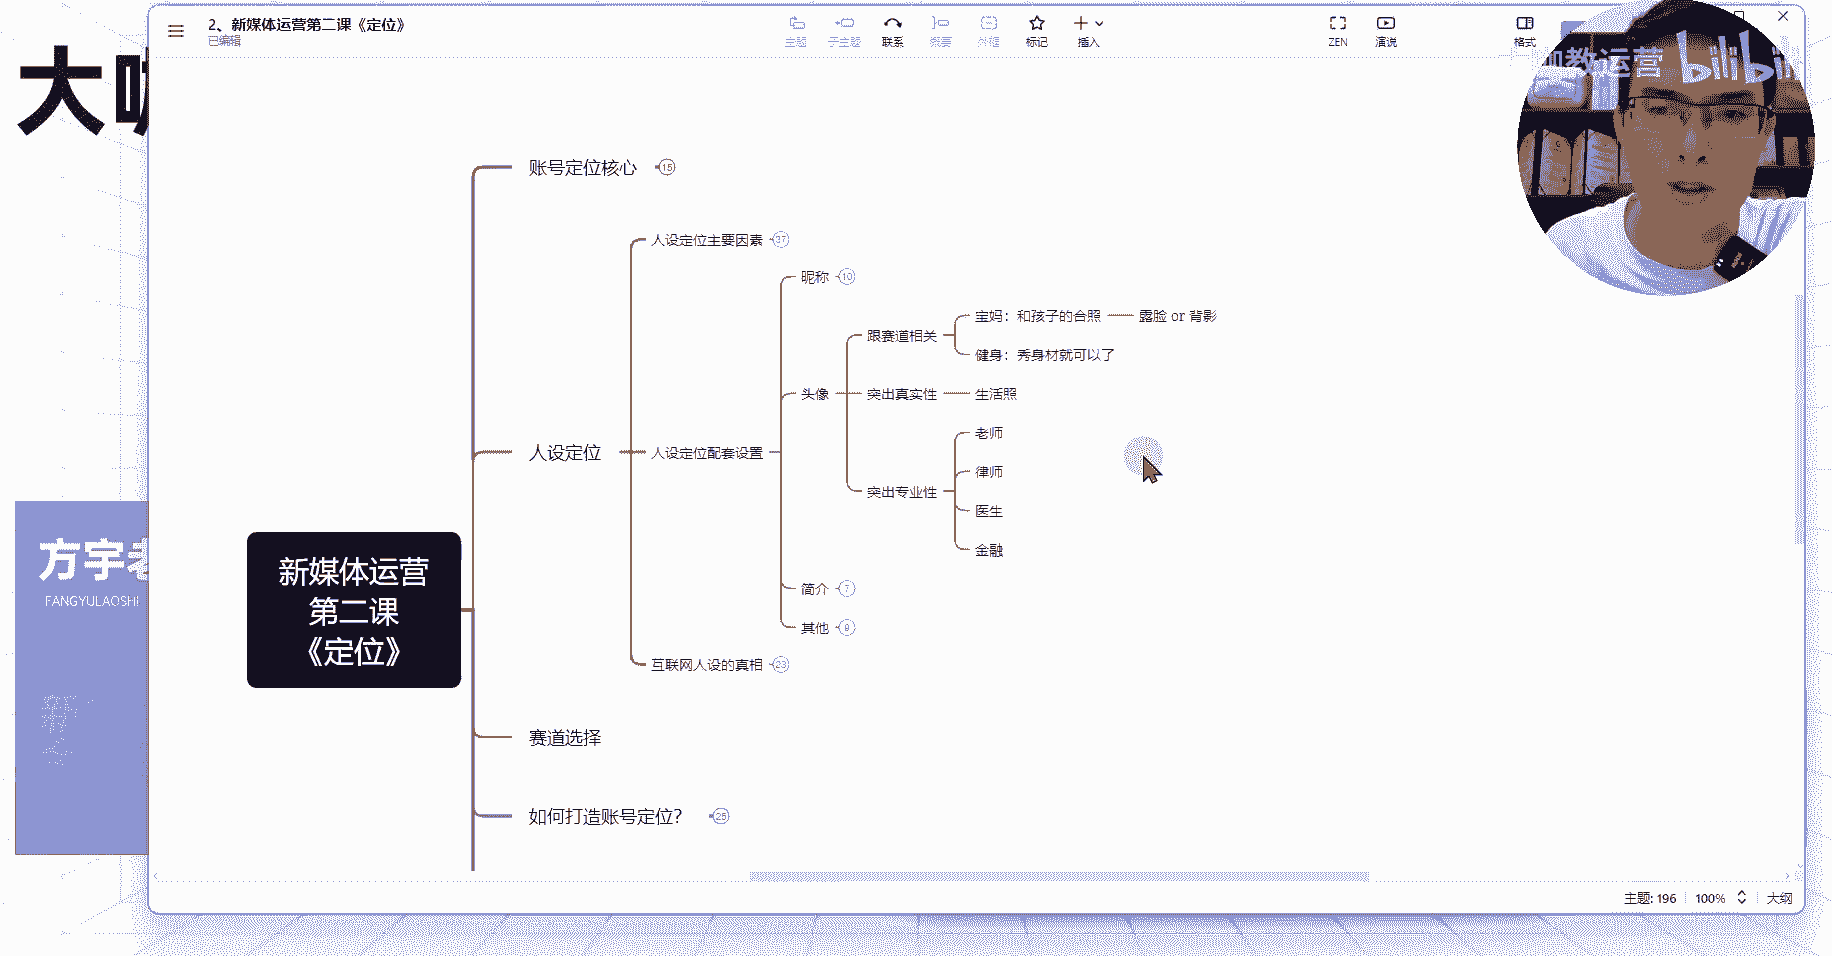 2、新媒体运营第二课《定位》
已编辑
主题
子主题
联系
概要
外框
标记
插入
ZEN
演说
格式
教运营
bilibili
大
方宇老
FANGYULAOSHI
新媒体运营
第二课
《定位》
账号定位核心 15
人设定位
人设定位主要因素 37
人设定位配套设置
昵称 10
头像
跟赛道相关
宝妈：和孩子的合照
露脸 or 背影
健身：秀身材就可以了
突出真实性
生活照
突出专业性
老师
律师
医生
金融
简介 7
其他 9
互联网人设的真相 23
赛道选择
如何打造账号定位？ 25
主题: 196
100%
大纲